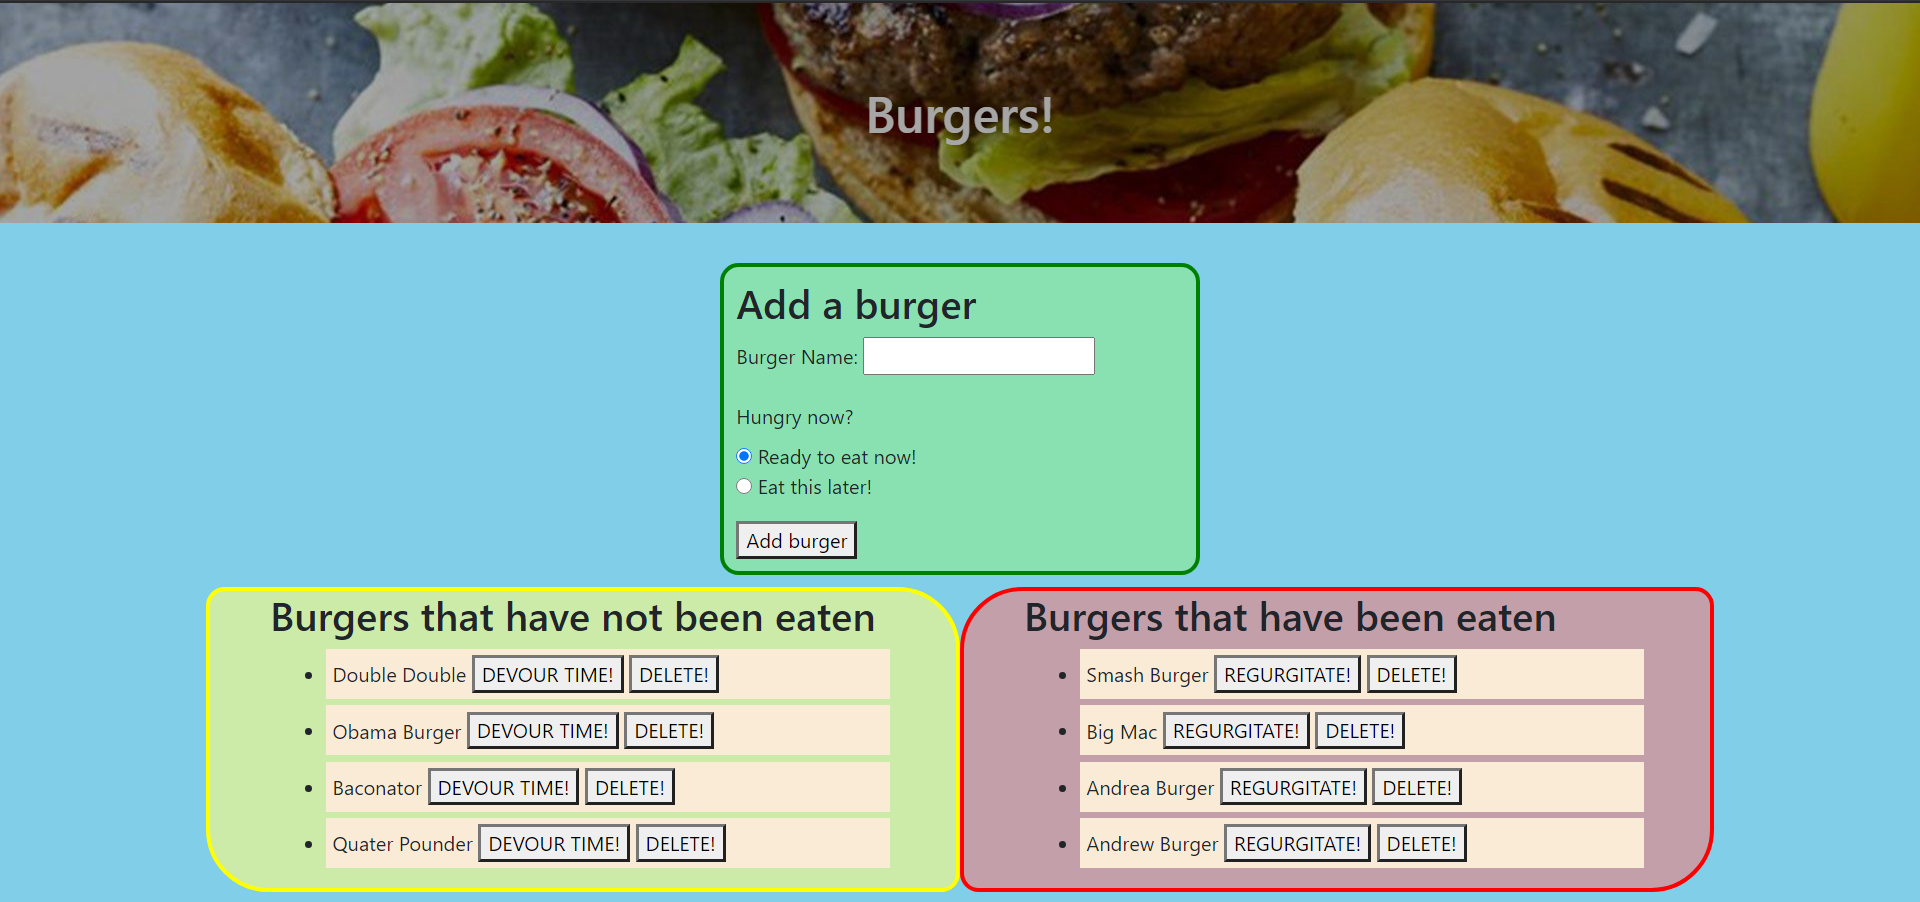 Burgers!
Add a burger
Burger Name:
Hungry now?
Ready to eat now!
Eat this later!
Add burger
Burgers that have not been eaten
Double Double DEVOUR TIME! DELETE!
Obama Burger DEVOUR TIME! DELETE!
Baconator DEVOUR TIME! DELETE!
Quater Pounder DEVOUR TIME! DELETE!
Burgers that have been eaten
Smash Burger REGURGITATE! DELETE!
Big Mac REGURGITATE! DELETE!
Andrea Burger REGURGITATE! DELETE!
Andrew Burger REGURGITATE! DELETE!